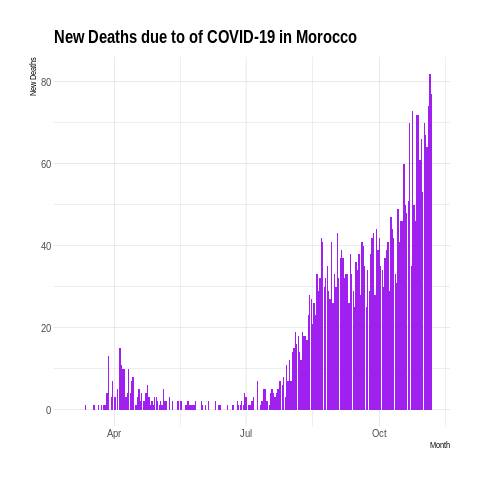 New Deaths due to of COVID-19 in Morocco
New Deaths
80
60
40
20
0
Apr
Jul
Oct
Month